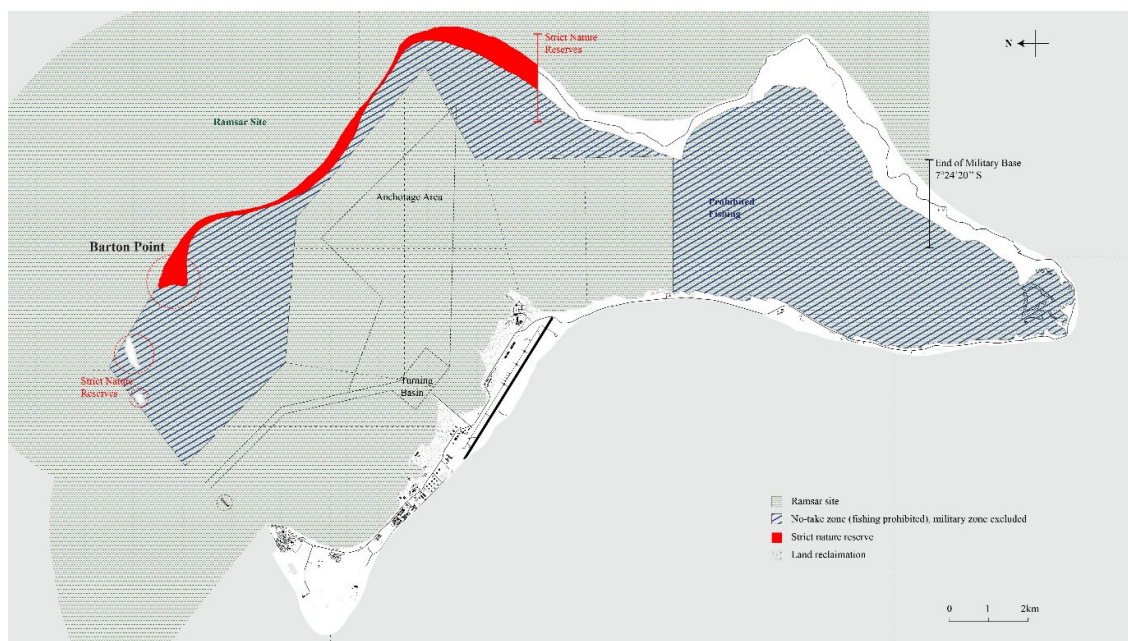 Strict Nature
Reserves
N
Ramsar Site
End of Military Base
7°24'20" S
Anchotage Area
Prohibited
Fishing
Barton Point
Strict Nature
Reserves
Turning
Basin
Ramsar site
No-take zone (fishing prohibited), military zone excluded
Strict nature reserve
Land reclaimation
0 1 2km